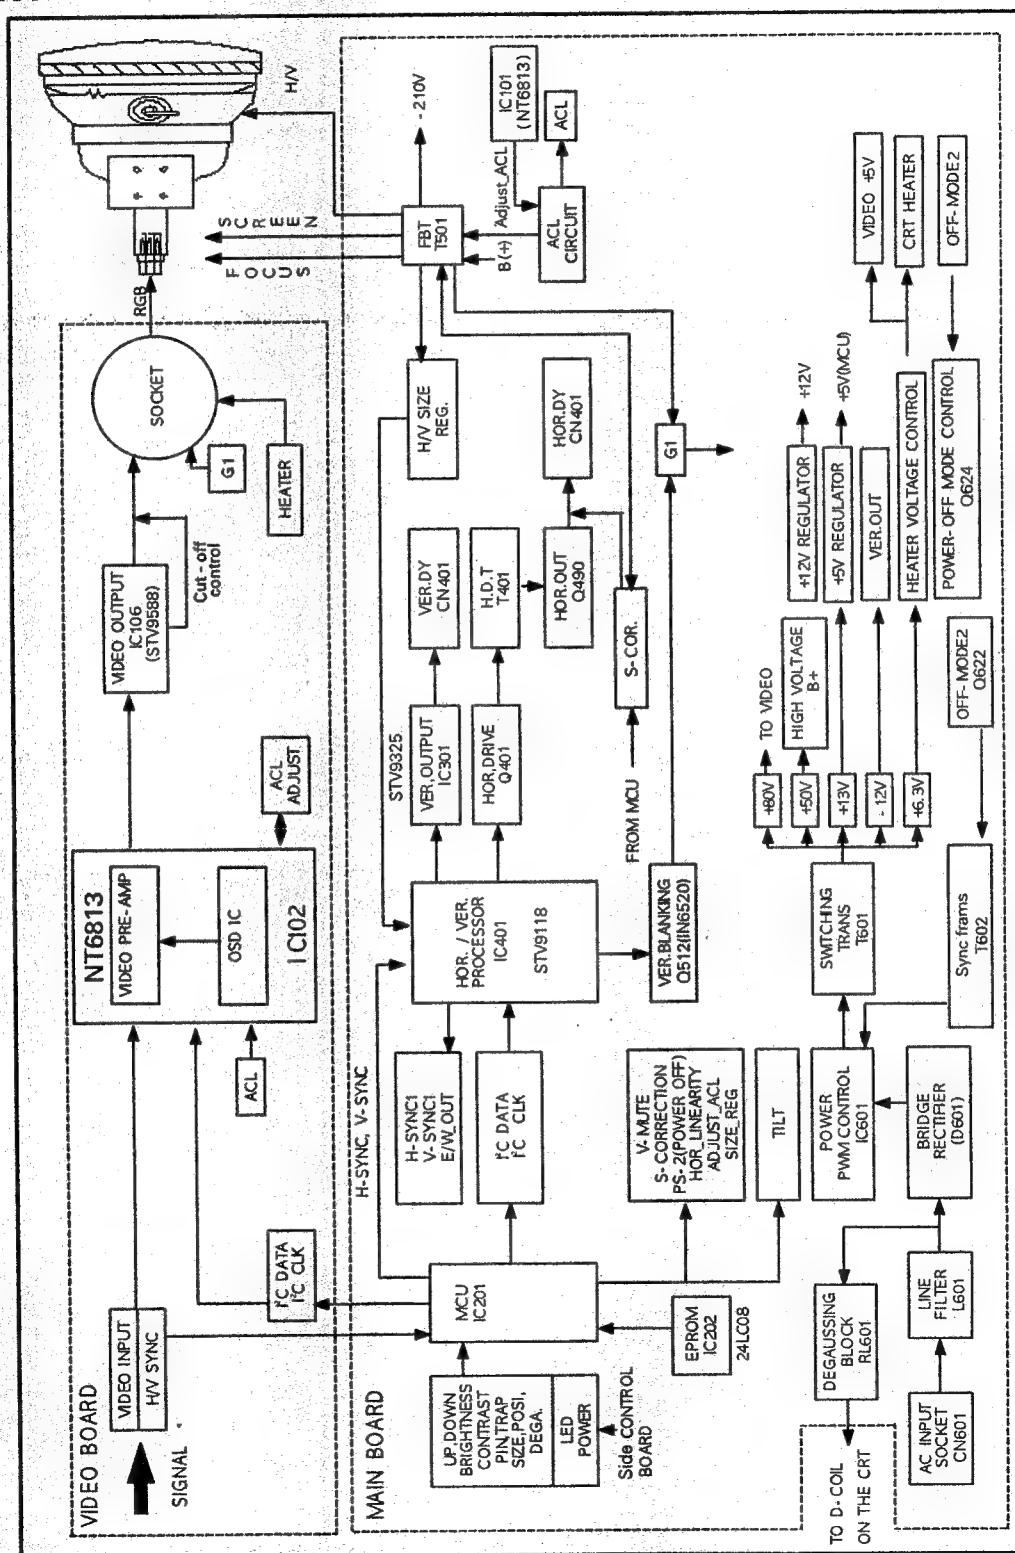 VIDEO BOARD
SIGNAL
VIDEO INPUT
H/V SYNC
I²C DATA
I²C CLK
ACL
NT6813
VIDEO PRE-AMP
OSD IC
I C102
ACL
ADJUST
VIDEO OUTPUT
IC106
(STV9588)
Cut-off
control
SOCKET
G1
HEATER
RGB
FOCUS
SCREEN
H/V
MAIN BOARD
H-SYNC, V-SYNC
UP,DOWN
BRIGHTNESS
CONTRAST
PIN,TRAP
SIZE,POSI,
DEGA.
LED
POWER
Side CONTROL
BOARD
MCU
IC201
EPROM
IC202
24LC08
H-SYNC1
V-SYNC1
E/W_OUT
I²C DATA
I²C CLK
V-MUTE
S-CORRECTION
PS-2(POWER OFF)
HOR_LINEARITY
ADJUST_ACL
SIZE_REG
TILT
HOR. / VER.
PROCESSOR
IC401
STV9118
VER.BLANKING
Q512(IN6520)
STV9325
VER,OUTPUT
IC301
HOR,DRIVE
Q401
VER.DY
CN401
H.D.T
T401
HOR.OUT
Q490
HOR.DY
CN401
FROM MCU
S-COR.
H/V SIZE
REG.
G1
FBT
T501
-210V
B(+)
Adjust_ACL
IC101
(NT6813)
ACL
CIRCUIT
ACL
TO D-COIL
ON THE CRT
DEGAUSSING
BLOCK
RL601
AC INPUT
SOCKET
CN601
LINE
FILTER
L601
BRIDGE
RECTIFIER
(D601)
POWER
PWM CONTROL
IC601
SWITCHING
TRANS
T601
Sync frams
T602
+80V
+50V
+13V
-12V
+6.3V
TO VIDEO
HIGH VOLTAGE
B+
OFF-MODE2
Q622
+12V REGULATOR
+12V
+5V REGULATOR
+5V(MCU)
VER.OUT
HEATER VOLTAGE CONTROL
POWER-OFF MODE CONTROL
Q624
VIDEO +5V
CRT HEATER
OFF-MODE2